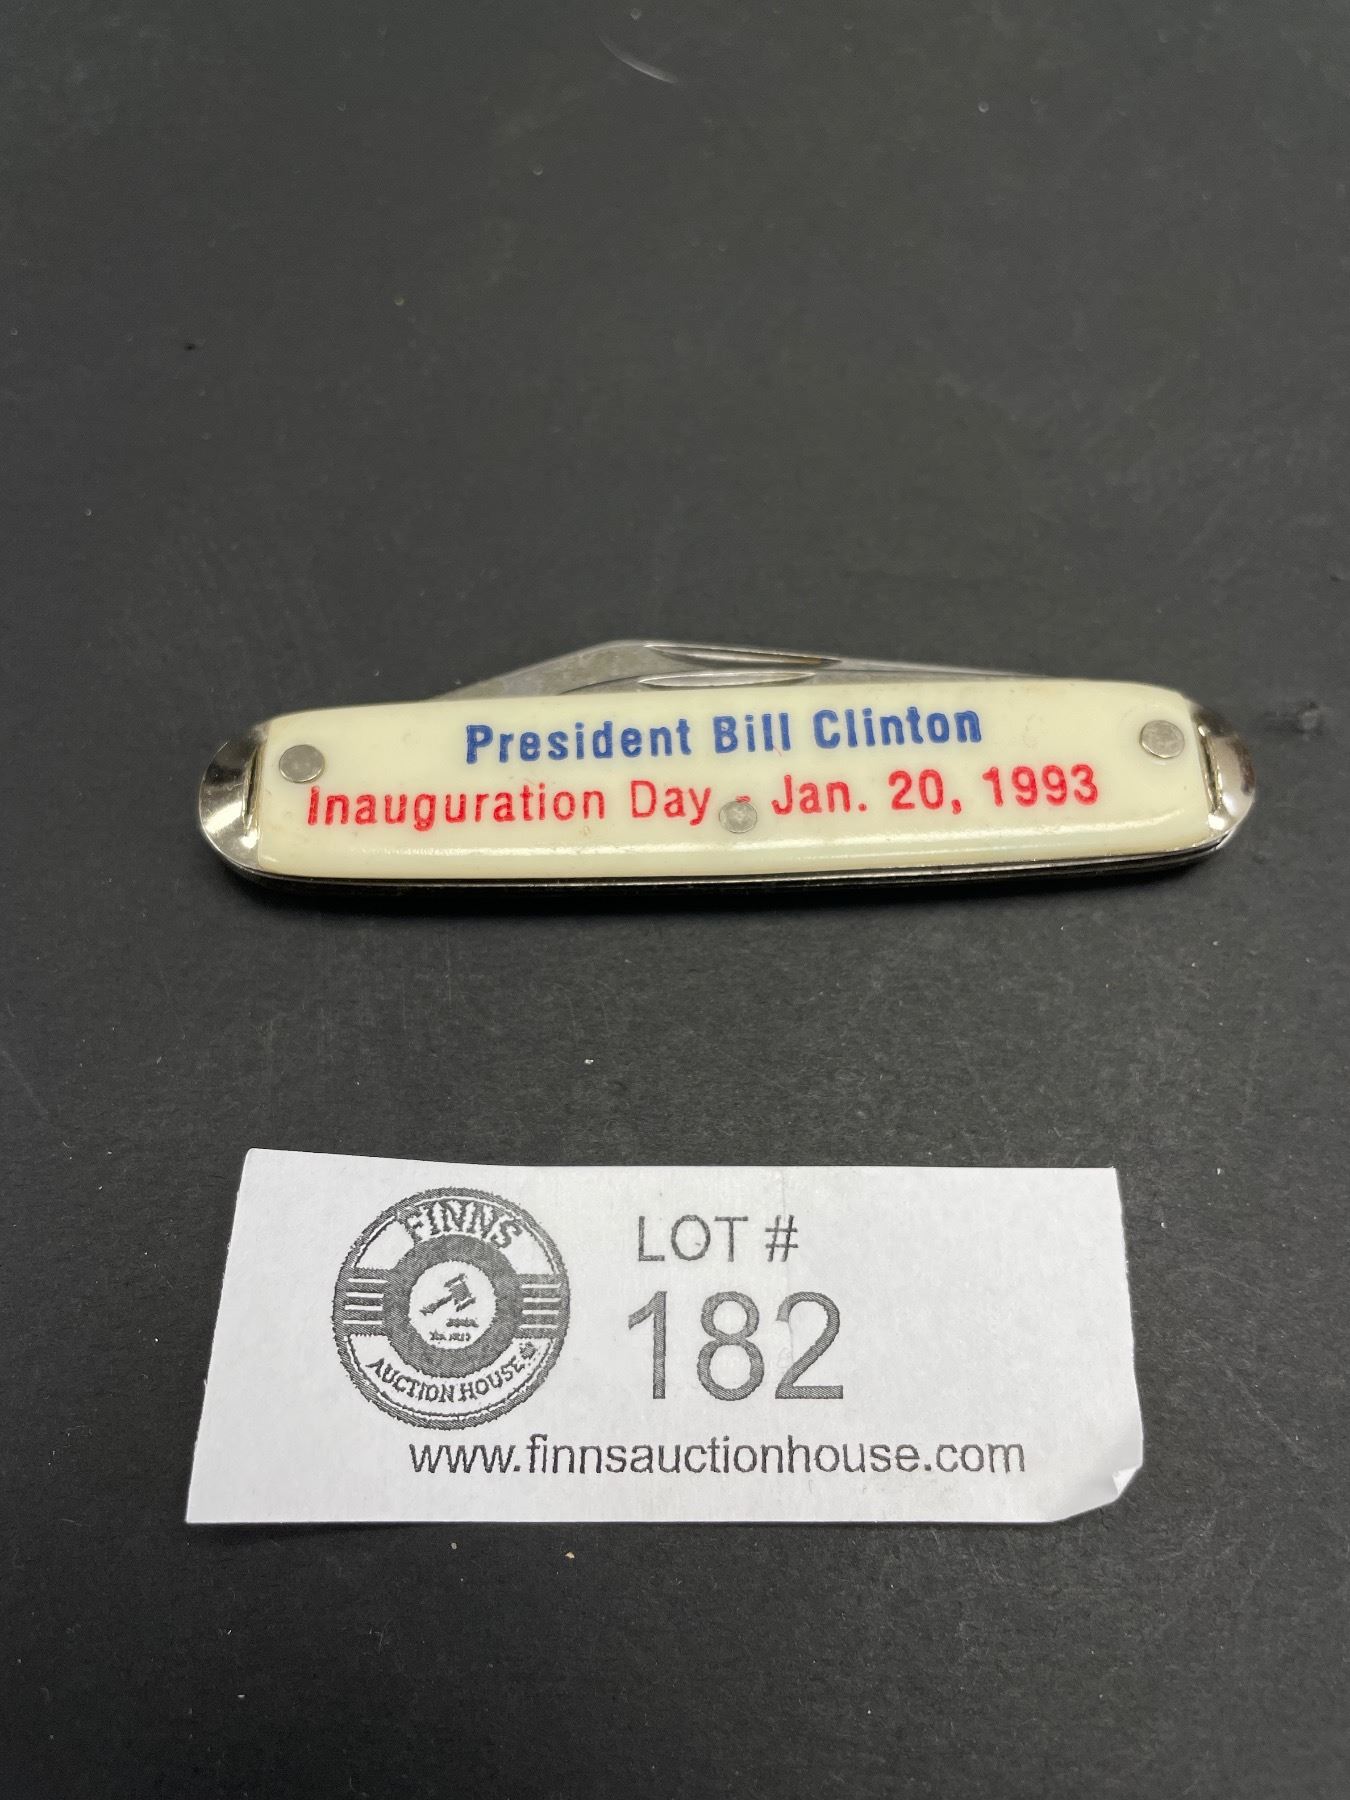 President Bill Clinton
Inauguration Day - Jan. 20, 1993
FINNS
AUCTION HOUSE
LOT #
182
www.finnsauctionhouse.com